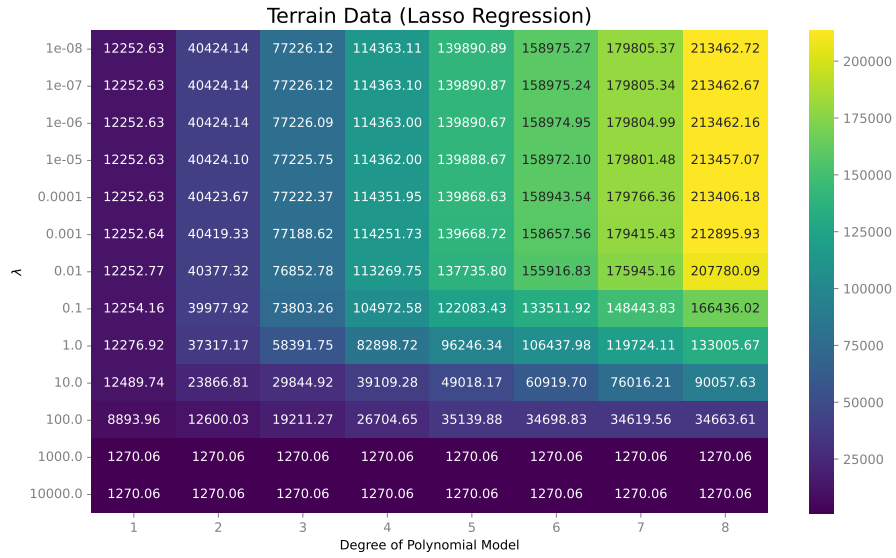 Terrain Data (Lasso Regression)
1e-08 12252.63 40424.14 77226.12 114363.11 139890.89 158975.27 179805.37 213462.72
1e-07 12252.63 40424.14 77226.12 114363.10 139890.87 158975.24 179805.34 213462.67
1e-06 12252.63 40424.14 77226.09 114363.00 139890.67 158974.95 179804.99 213462.16
1e-05 12252.63 40424.10 77225.75 114362.00 139888.67 158972.10 179801.48 213457.07
0.0001 12252.63 40423.67 77222.37 114351.95 139868.63 158943.54 179766.36 213406.18
0.001 12252.64 40419.33 77188.62 114251.73 139668.72 158657.56 179415.43 212895.93
0.01 12252.77 40377.32 76852.78 113269.75 137735.80 155916.83 175945.16 207780.09
0.1 12254.16 39977.92 73803.26 104972.58 122083.43 133511.92 148443.83 166436.02
1.0 12276.92 37317.17 58391.75 82898.72 96246.34 106437.98 119724.11 133005.67
10.0 12489.74 23866.81 29844.92 39109.28 49018.17 60919.70 76016.21 90057.63
100.0 8893.96 12600.03 19211.27 26704.65 35139.88 34698.83 34619.56 34663.61
1000.0 1270.06 1270.06 1270.06 1270.06 1270.06 1270.06 1270.06 1270.06
10000.0 1270.06 1270.06 1270.06 1270.06 1270.06 1270.06 1270.06 1270.06
1 2 3 4 5 6 7 8
Degree of Polynomial Model
λ
200000
175000
150000
125000
100000
75000
50000
25000